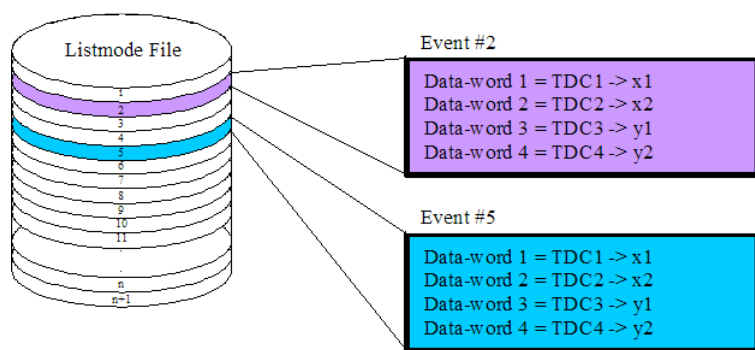 Listmode File
1
2
3
4
5
6
7
8
9
10
11
.
.
n
n+1
Event #2
Data-word 1 = TDC1 -> x1
Data-word 2 = TDC2 -> x2
Data-word 3 = TDC3 -> y1
Data-word 4 = TDC4 -> y2
Event #5
Data-word 1 = TDC1 -> x1
Data-word 2 = TDC2 -> x2
Data-word 3 = TDC3 -> y1
Data-word 4 = TDC4 -> y2